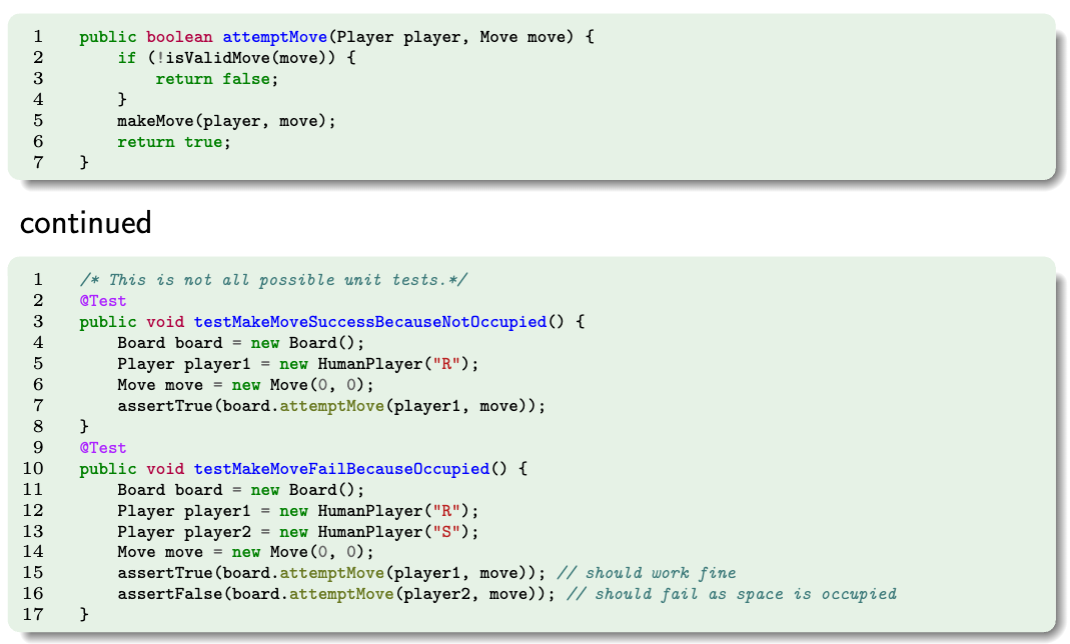 1 public boolean attemptMove(Player player, Move move) {
2 if (!isValidMove(move)) {
3 return false;
4 }
5 makeMove(player, move);
6 return true;
7 }
continued
1 /* This is not all possible unit tests.*/
2 @Test
3 public void testMakeMoveSuccessBecauseNotOccupied() {
4 Board board = new Board();
5 Player player1 = new HumanPlayer("R");
6 Move move = new Move(0, 0);
7 assertTrue(board.attemptMove(player1, move));
8 }
9 @Test
10 public void testMakeMoveFailBecauseOccupied() {
11 Board board = new Board();
12 Player player1 = new HumanPlayer("R");
13 Player player2 = new HumanPlayer("S");
14 Move move = new Move(0, 0);
15 assertTrue(board.attemptMove(player1, move)); // should work fine
16 assertFalse(board.attemptMove(player2, move)); // should fail as space is occupied
17 }